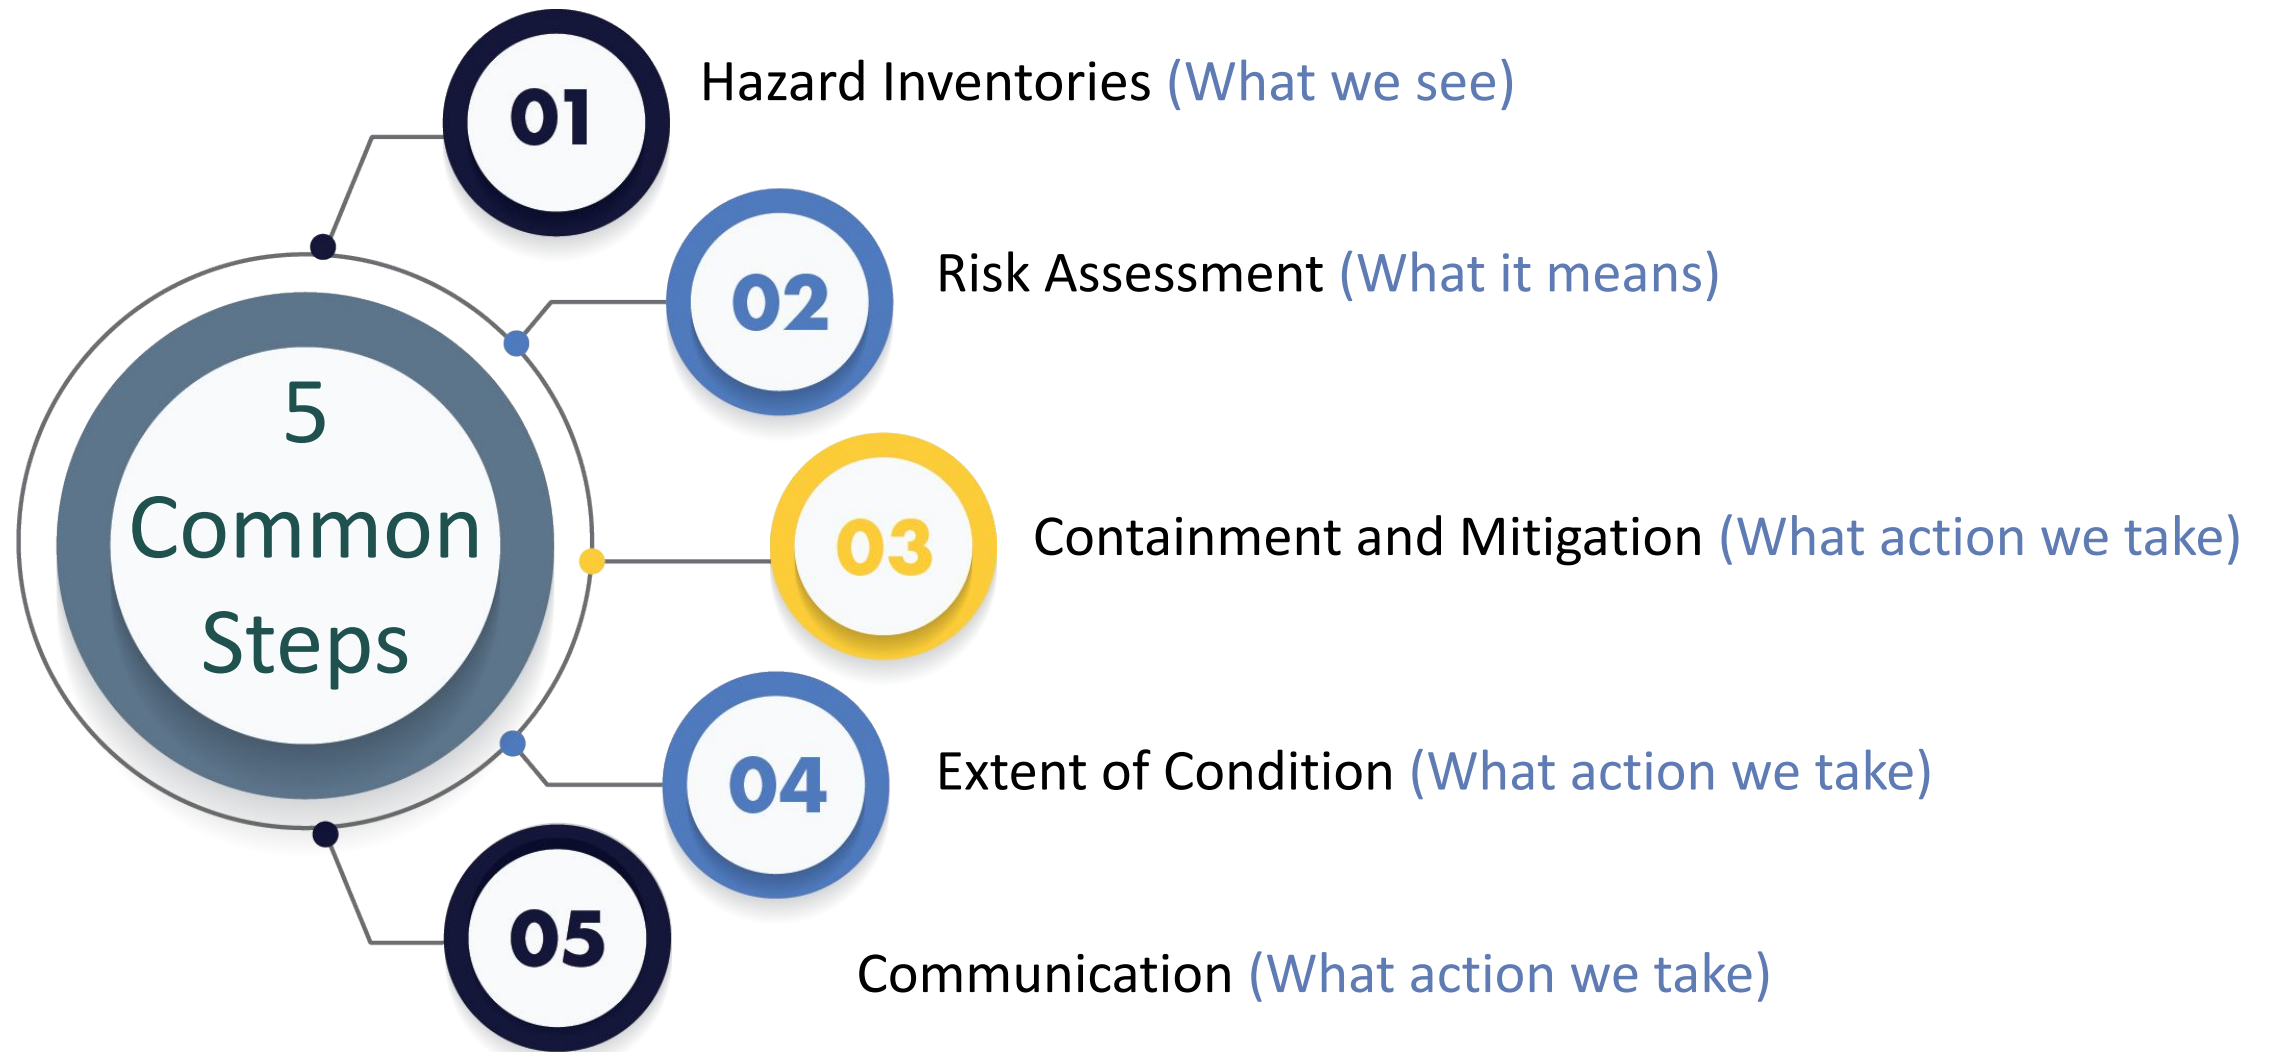 5
Common
Steps
01
Hazard Inventories (What we see)
02
Risk Assessment (What it means)
03
Containment and Mitigation (What action we take)
04
Extent of Condition (What action we take)
05
Communication (What action we take)